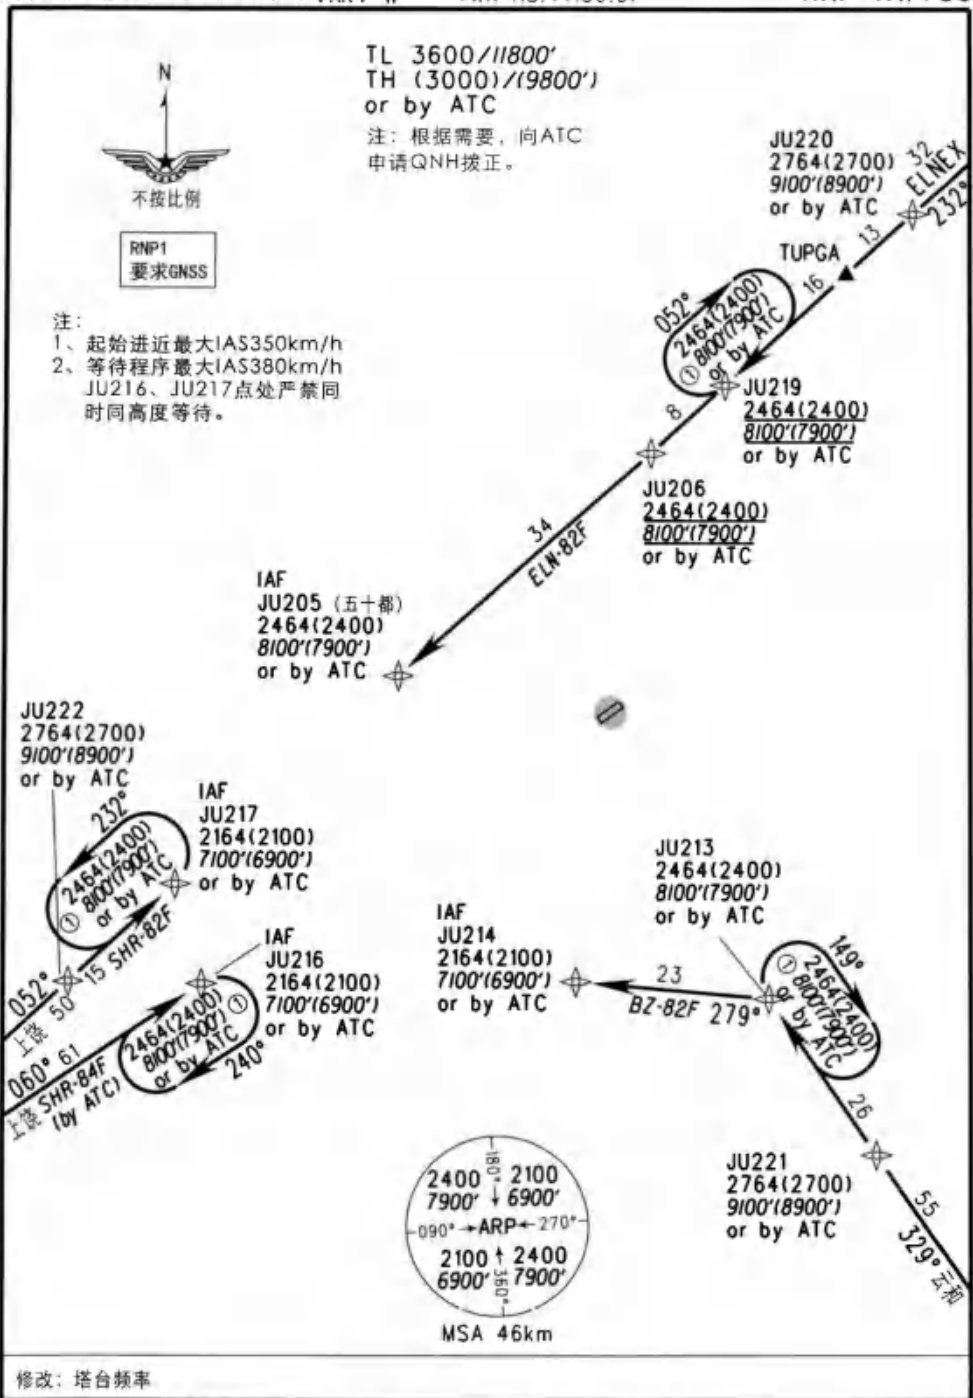 TL 3600/11800'
TH (3000)/(9800')
or by ATC
注：根据需要，向ATC
申请QNH拨正。
N
不按比例
RNP1
要求GNSS
注：
1、起始进近最大IAS350km/h
2、等待程序最大IAS380km/h
JU216、JU217点处严禁同
时同高度等待。
JU220
2764(2700)
9100'(8900')
or by ATC
32
ELNEX
232°
13
TUPGA
16
052°
2464(2400)
① 8100'(7900')
or by ATC
JU219
2464(2400)
8100'(7900')
or by ATC
8
JU206
2464(2400)
8100'(7900')
or by ATC
34
ELN-82F
IAF
JU205 (五十都)
2464(2400)
8100'(7900')
or by ATC
JU222
2764(2700)
9100'(8900')
or by ATC
232°
2464(2400)
① 8100'(7900')
or by ATC
IAF
JU217
2164(2100)
7100'(6900')
or by ATC
15 SHR-82F
052°
上饶 50
IAF
JU216
2164(2100)
7100'(6900')
or by ATC
2464(2400)
8100'(7900') ①
or by ATC
240°
060° 61
上饶 SHR-84F
(by ATC)
IAF
JU214
2164(2100)
7100'(6900')
or by ATC
JU213
2464(2400)
8100'(7900')
or by ATC
23
BZ-82F 279°
149°
2464(2400)
① 8100'(7900')
or by ATC
26
JU221
2764(2700)
9100'(8900')
or by ATC
55
329° 云和
180°
2400 2100
7900' 6900'
090° ARP 270°
2100 2400
6900' 7900'
360°
MSA 46km
修改：塔台频率